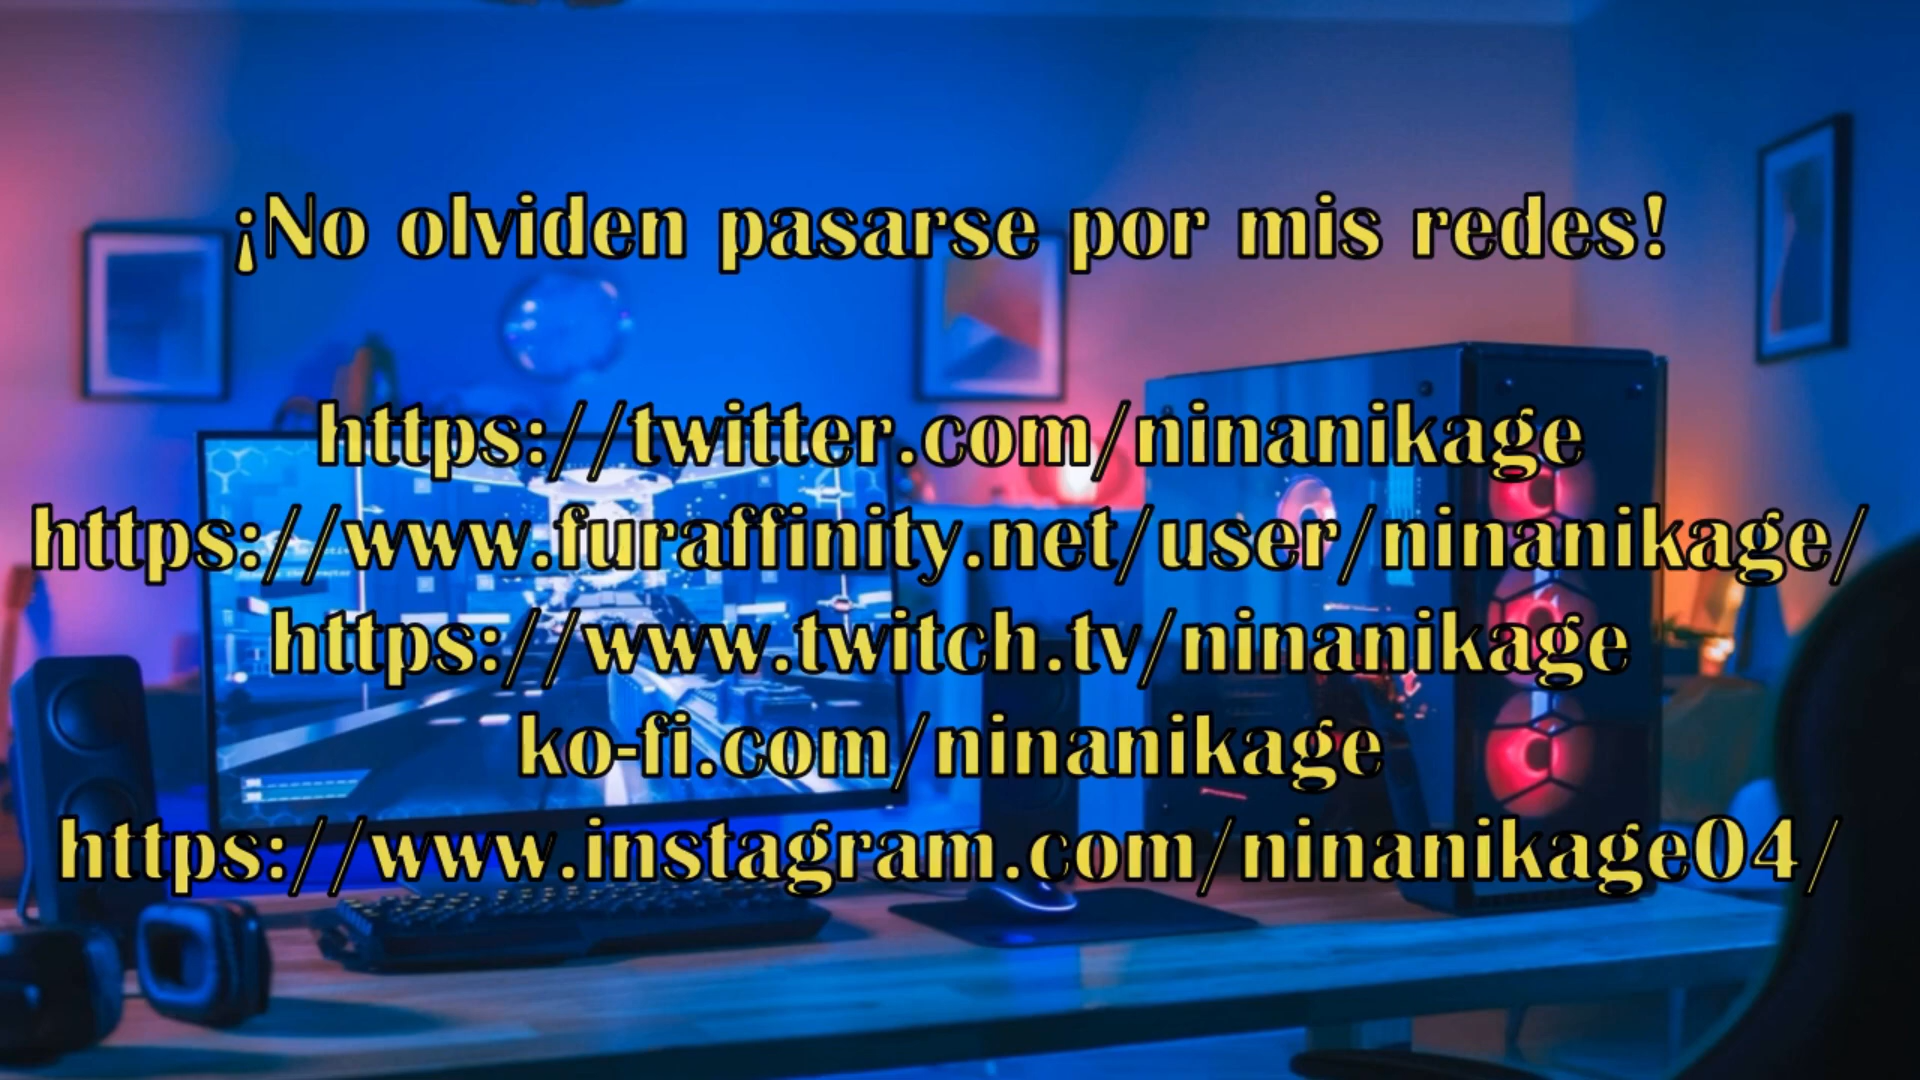 ¡No olviden pasarse por mis redes!
https://twitter.com/ninanikage
https://www.furaffinity.net/user/ninanikage/
https://www.twitch.tv/ninanikage
ko-fi.com/ninanikage
https://www.instagram.com/ninanikage04/